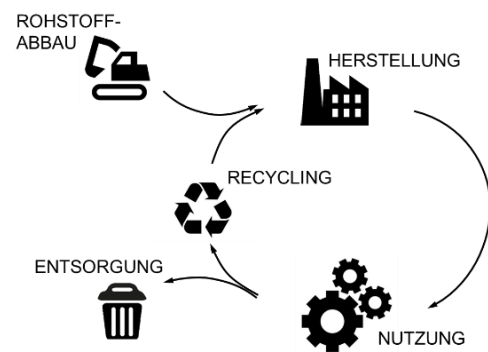 ROHSTOFF-
ABBAU
HERSTELLUNG
RECYCLING
ENTSORGUNG
NUTZUNG